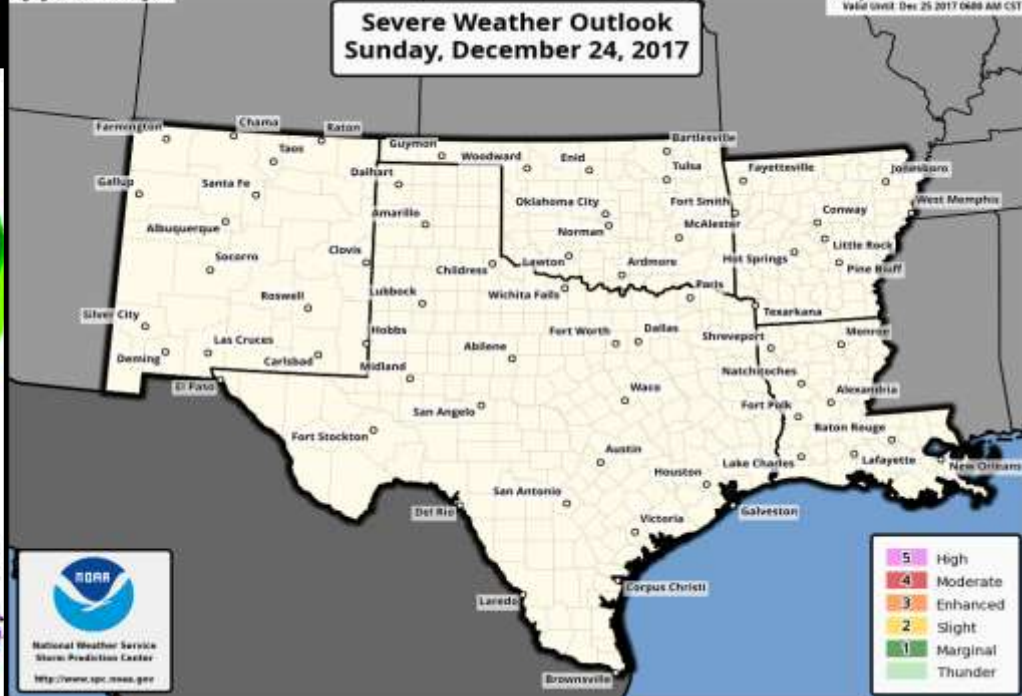 Severe Weather Outlook
Sunday, December 24, 2017
Valid Until: Dec 25 2017 0600 AM CST
Farmington
Chama
Raton
Taos
Guymon
Woodward
Enid
Bartlesville
Gallup
Santa Fe
Dalhart
Tulsa
Fayetteville
Jonesboro
Albuquerque
Amarillo
Oklahoma City
Fort Smith
Conway
West Memphis
Norman
McAlester
Socorro
Clovis
Childress
Lawton
Ardmore
Hot Springs
Little Rock
Pine Bluff
Roswell
Lubbock
Wichita Falls
Paris
Texarkana
Silver City
Las Cruces
Hobbs
Abilene
Fort Worth
Dallas
Shreveport
Monroe
Deming
Carlsbad
Midland
Natchitoches
El Paso
San Angelo
Waco
Fort Polk
Alexandria
Fort Stockton
Baton Rouge
Austin
Houston
Lake Charles
Lafayette
New Orleans
Del Rio
San Antonio
Galveston
Victoria
Laredo
Corpus Christi
Brownsville
NOAA
National Weather Service
Storm Prediction Center
http://www.spc.noaa.gov
5 High
4 Moderate
3 Enhanced
2 Slight
1 Marginal
Thunder